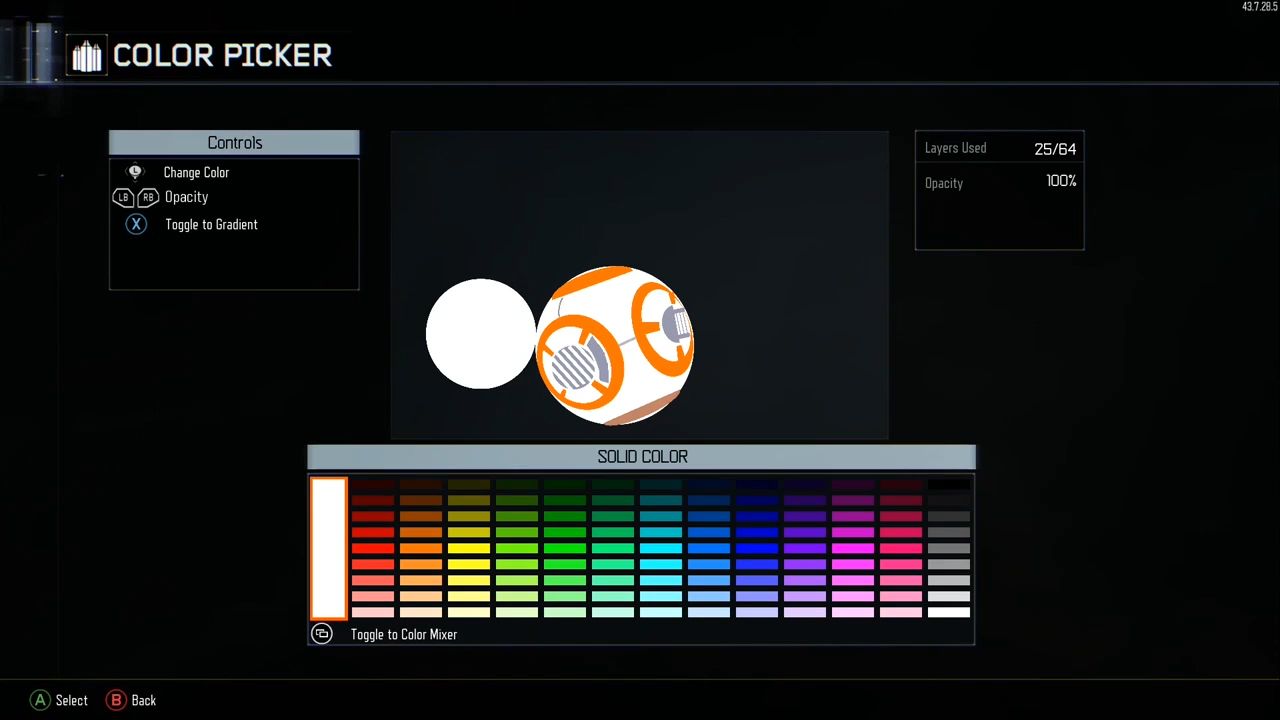 43.7.28.5
COLOR PICKER
Controls
L Change Color
LB RB Opacity
X Toggle to Gradient
Layers Used 25/64
Opacity 100%
SOLID COLOR
Toggle to Color Mixer
A Select B Back